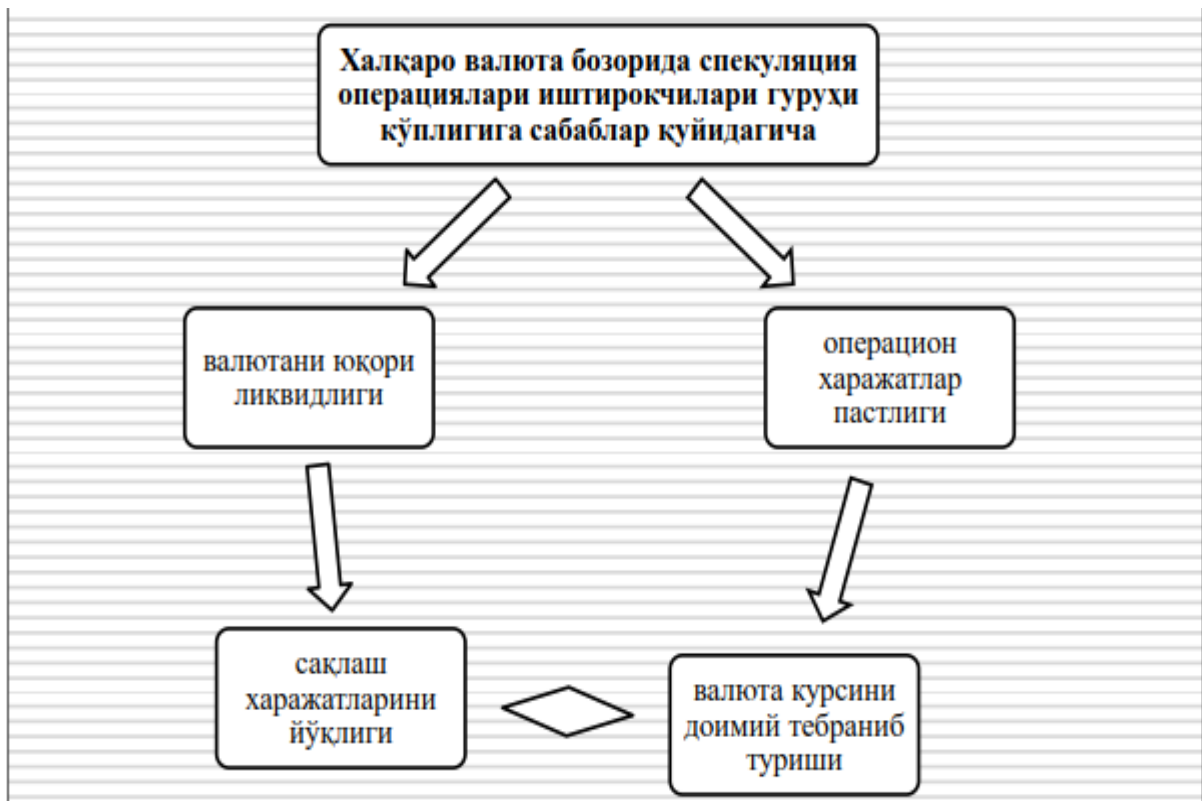 Халқаро валюта бозорида спекуляция
операциялари иштирокчилари гуруҳи
кўплигига сабаблар қуйидагича
валютани юқори
ликвидлиги
операцион
харажатлар
пастлиги
сақлаш
харажатларини
йўқлиги
валюта курсини
доимий тебраниб
туриши